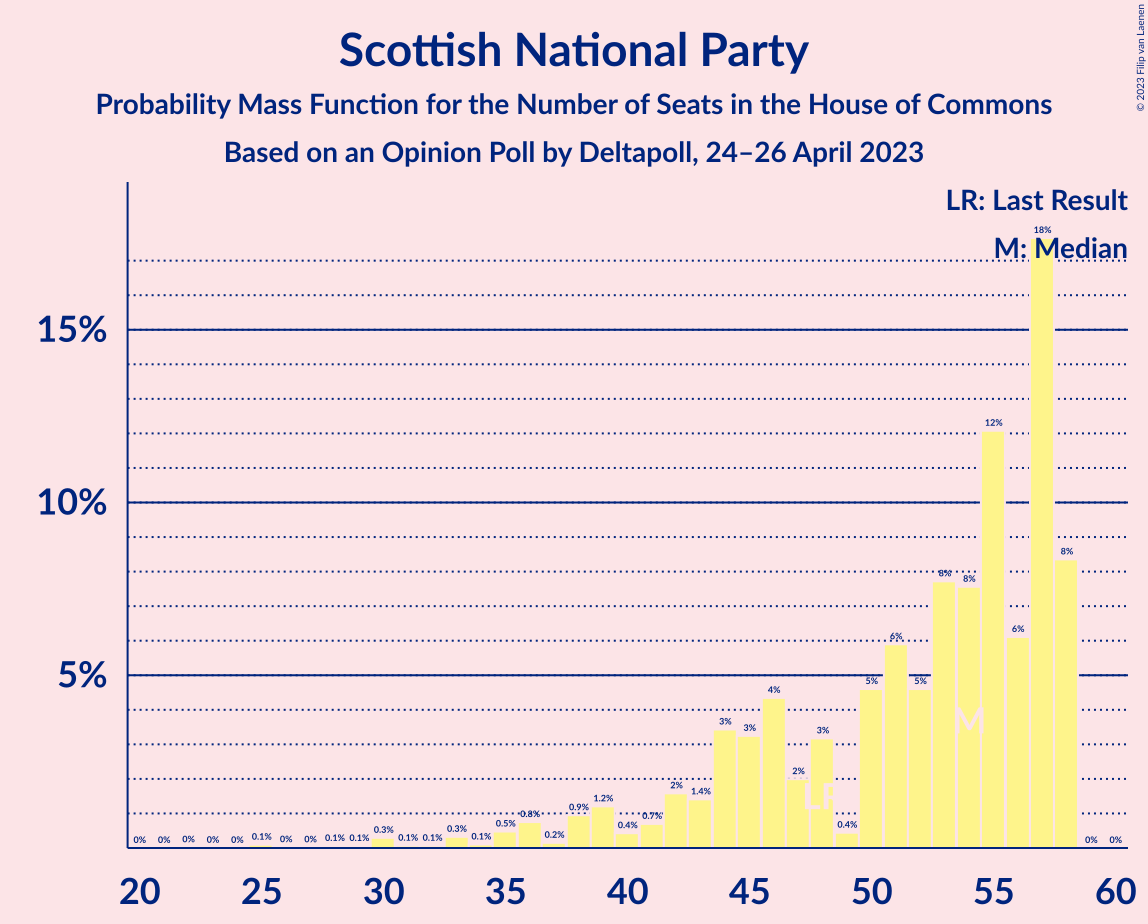 © 2023 Filip van Laenen
Scottish National Party
Probability Mass Function for the Number of Seats in the House of Commons
Based on an Opinion Poll by Deltapoll, 24–26 April 2023
LR: Last Result
M: Median
15%
10%
5%
0% 0% 0% 0% 0% 0.1% 0% 0% 0.1% 0.1% 0.3% 0.1% 0.1% 0.3% 0.1% 0.5% 0.8% 0.2% 0.9% 1.2% 0.4% 0.7% 2% 1.4% 3% 3% 4% 2% 3% 0.4% 5% 6% 5% 8% 8% 12% 6% 18% 8% 0% 0%
M
LR
20 25 30 35 40 45 50 55 60